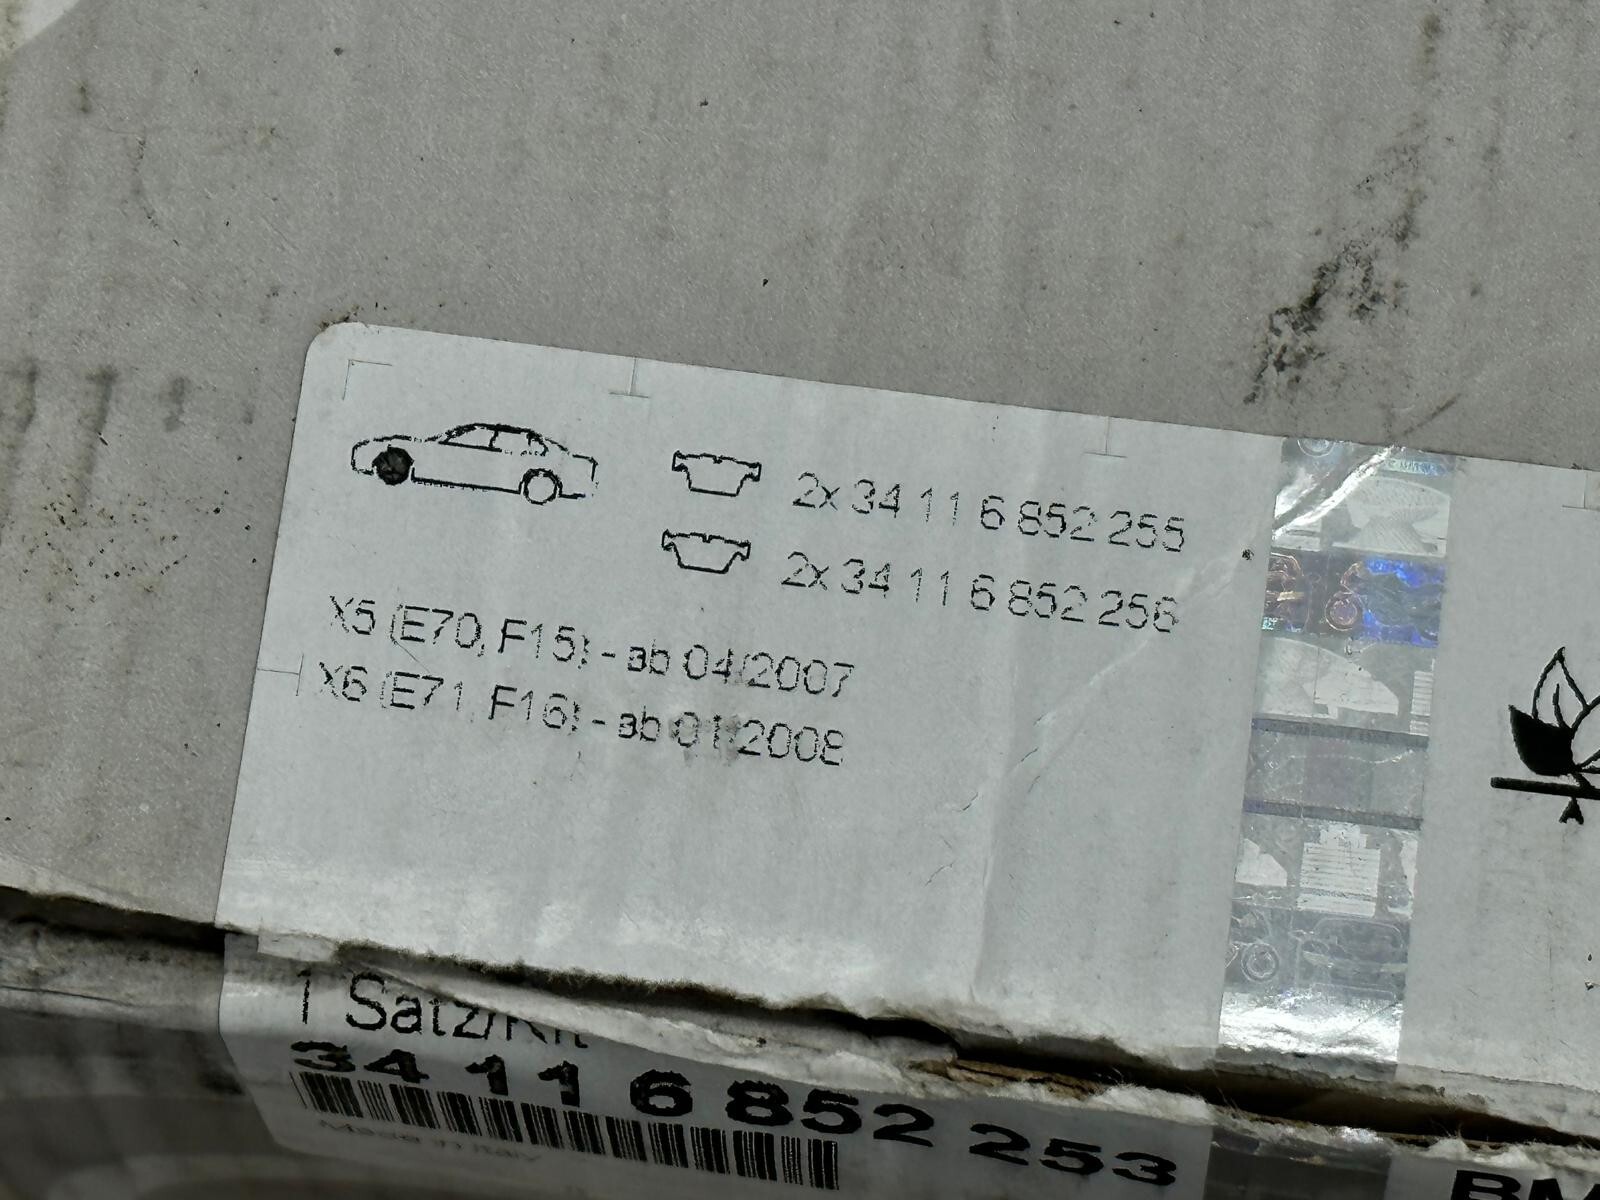 2x 34 11 6 852 255
2x 34 11 6 852 256
X5 (E70, F15) - ab 04/2007
X6 (E71, F16) - ab 01/2008
1 Satz/Kit
34 11 6 852 253
Made in Italy
BM